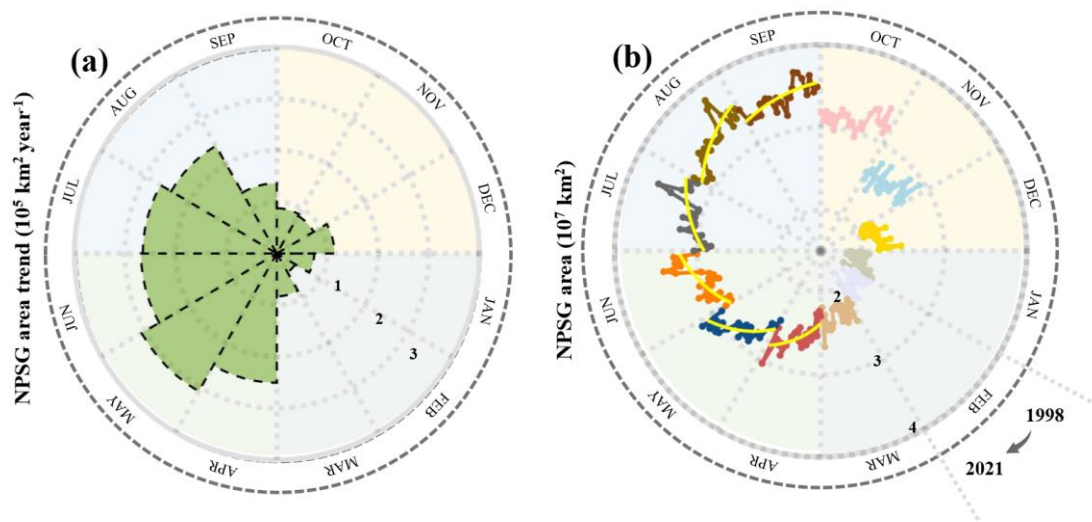 (a)
NPSG area trend (10⁵ km² year⁻¹)
SEP
OCT
NOV
DEC
JAN
FEB
MAR
APR
MAY
JUN
JUL
AUG
1
2
3
(b)
NPSG area (10⁷ km²)
SEP
OCT
NOV
DEC
JAN
FEB
MAR
APR
MAY
JUN
JUL
AUG
2
3
4
1998
2021